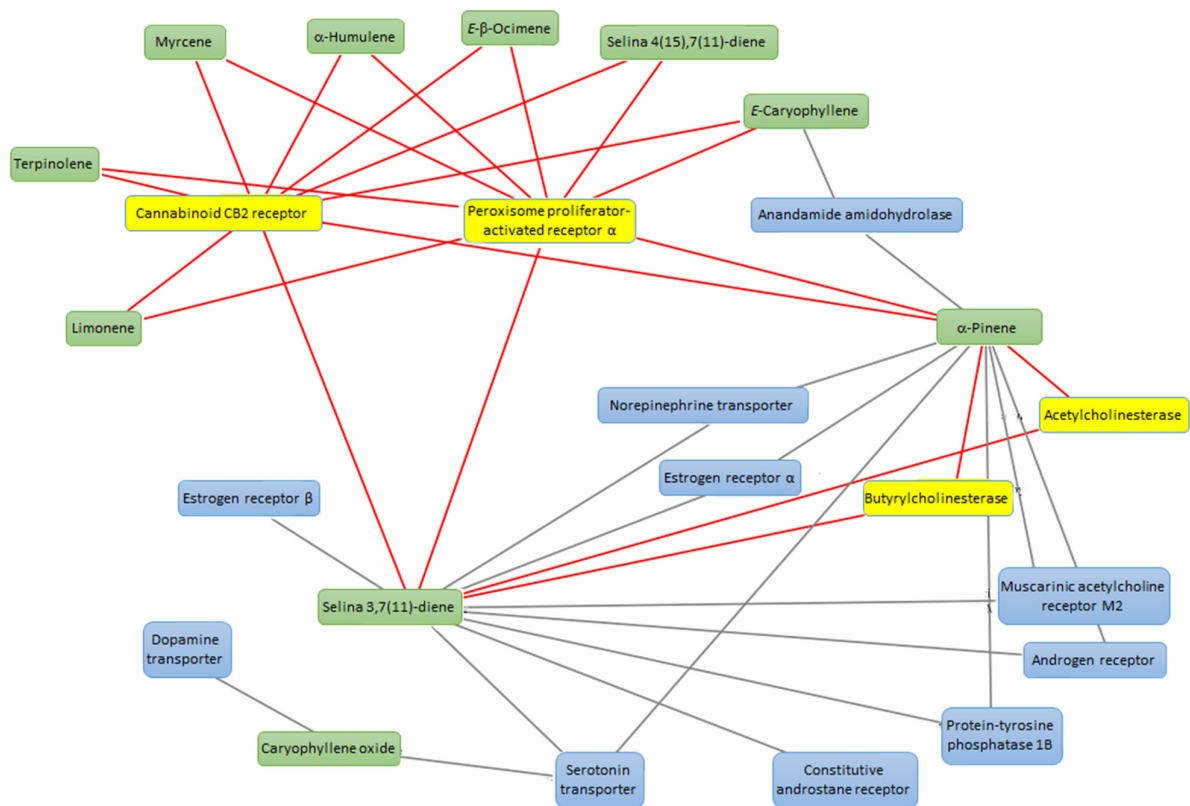 Myrcene
α-Humulene
E-β-Ocimene
Selina 4(15),7(11)-diene
E-Caryophyllene
Terpinolene
Cannabinoid CB2 receptor
Peroxisome proliferator-
activated receptor α
Anandamide amidohydrolase
Limonene
α-Pinene
Norepinephrine transporter
Acetylcholinesterase
Estrogen receptor β
Estrogen receptor α
Butyrylcholinesterase
Selina 3,7(11)-diene
Muscarinic acetylcholine
receptor M2
Dopamine
transporter
Androgen receptor
Caryophyllene oxide
Protein-tyrosine
phosphatase 1B
Serotonin
transporter
Constitutive
androstane receptor